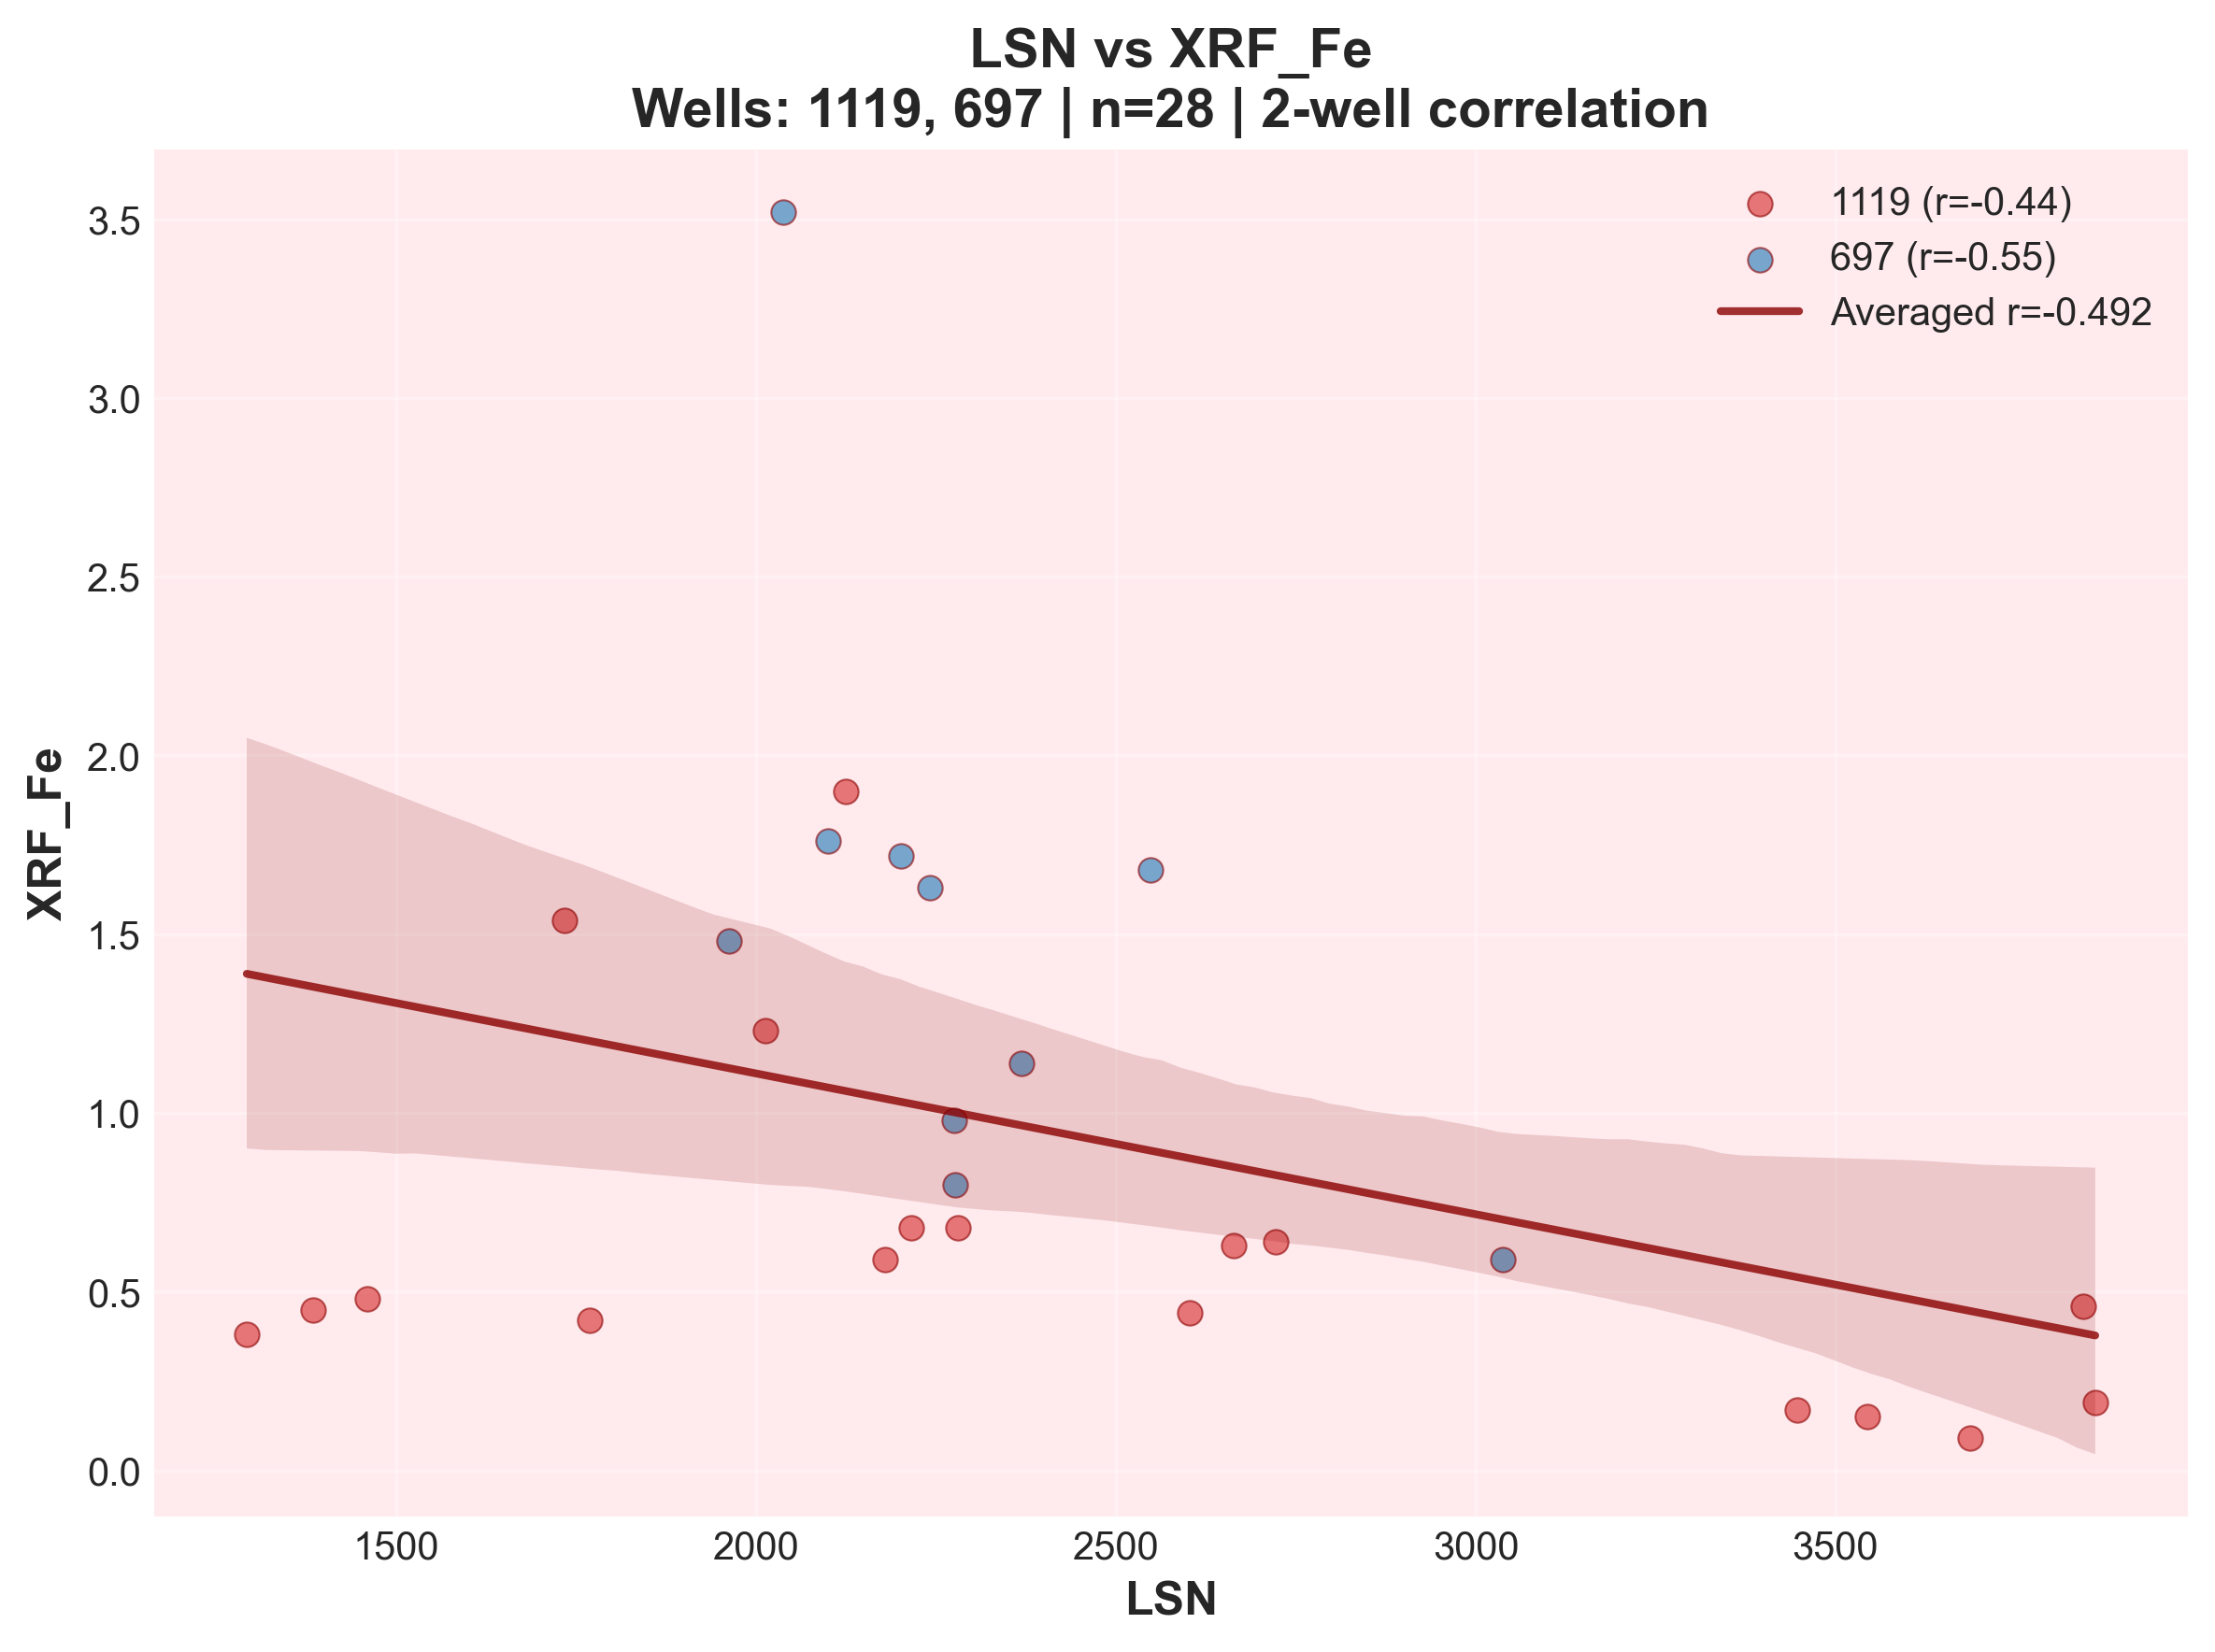 LSN vs XRF_Fe
Wells: 1119, 697 | n=28 | 2-well correlation
1119 (r=-0.44)
697 (r=-0.55)
Averaged r=-0.492
XRF_Fe
3.5
3.0
2.5
2.0
1.5
1.0
0.5
0.0
1500 2000 2500 3000 3500
LSN